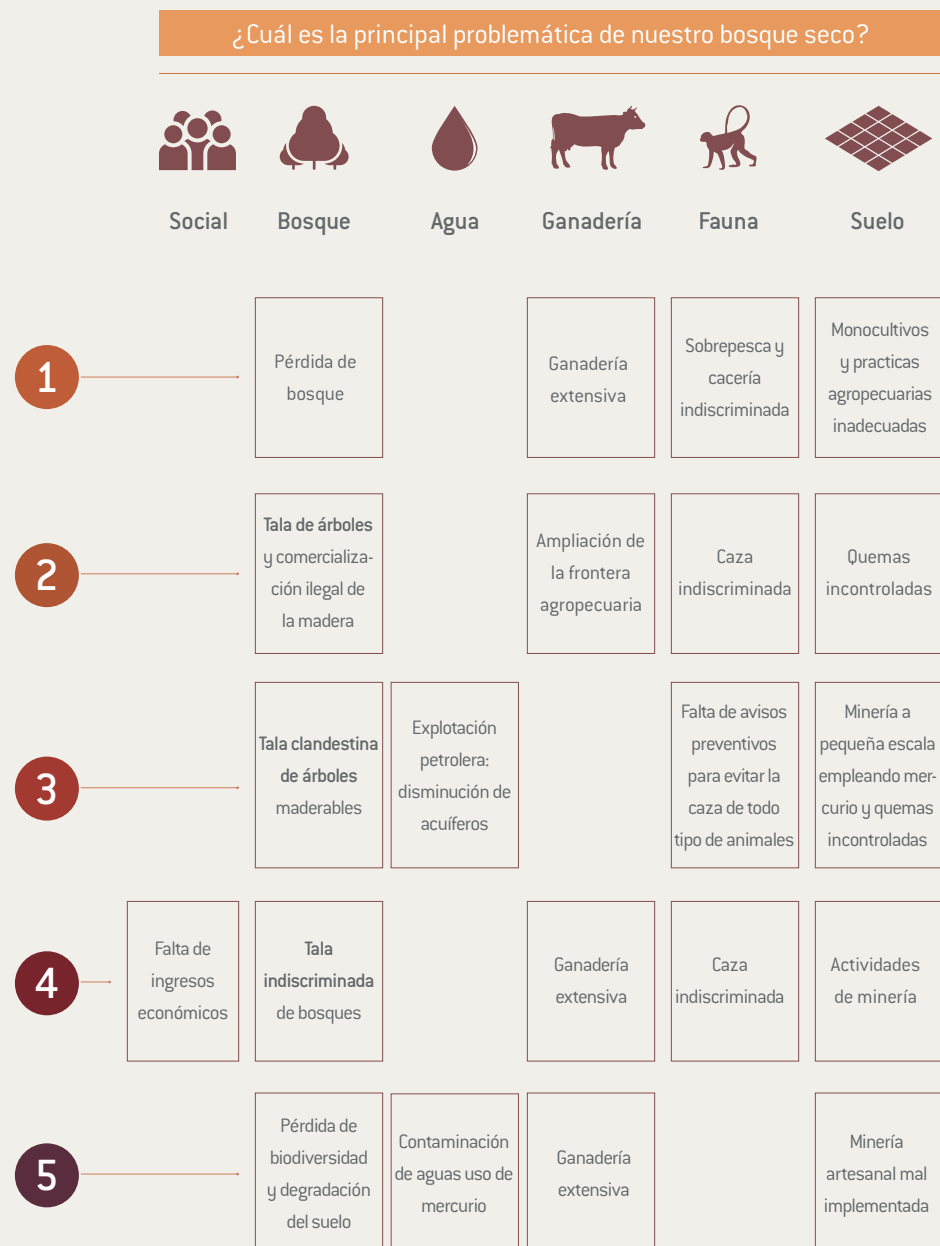 ¿Cuál es la principal problemática de nuestro bosque seco?
Social
Bosque
Agua
Ganadería
Fauna
Suelo
1
Pérdida de
bosque
Ganadería
extensiva
Sobrepesca y
cacería
indiscriminada
Monocultivos
y practicas
agropecuarias
inadecuadas
2
Tala de árboles
y comercializa-
ción ilegal de
la madera
Ampliación de
la frontera
agropecuaria
Caza
indiscriminada
Quemas
incontroladas
3
Tala clandestina
de árboles
maderables
Explotación
petrolera:
disminución de
acuíferos
Falta de avisos
preventivos
para evitar la
caza de todo
tipo de animales
Minería a
pequeña escala
empleando mer-
curio y quemas
incontroladas
4
Falta de
ingresos
económicos
Tala
indiscriminada
de bosques
Ganadería
extensiva
Caza
indiscriminada
Actividades
de minería
5
Pérdida de
biodiversidad
y degradación
del suelo
Contaminación
de aguas uso de
mercurio
Ganadería
extensiva
Minería
artesanal mal
implementada